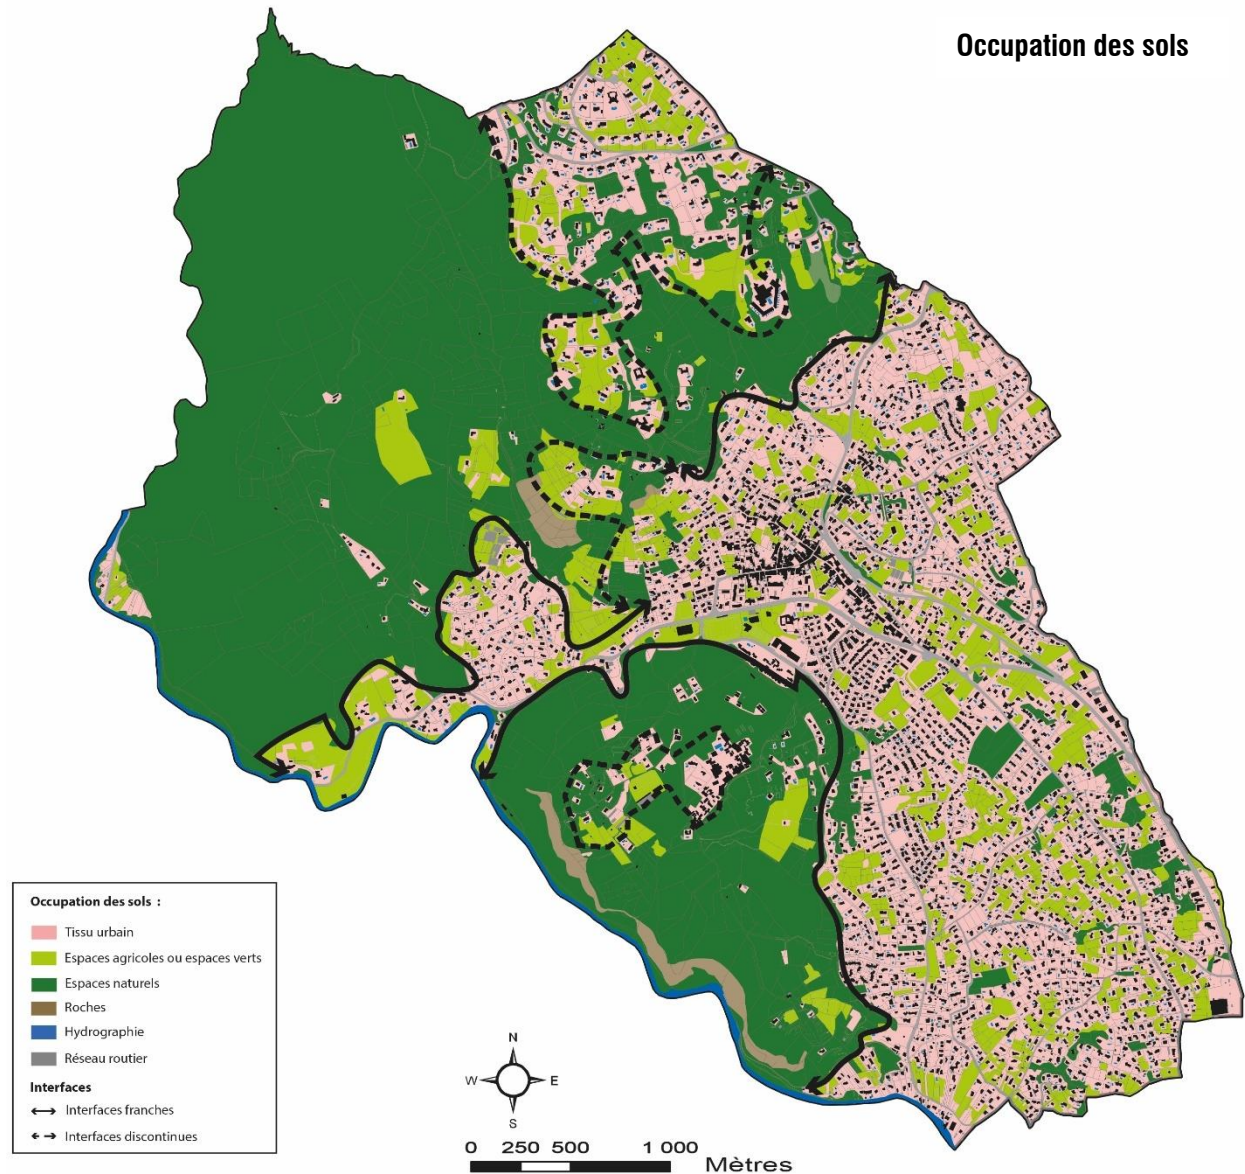 Occupation des sols
Occupation des sols :
Tissu urbain
Espaces agricoles ou espaces verts
Espaces naturels
Roches
Hydrographie
Réseau routier
Interfaces
Interfaces franches
Interfaces discontinues
N
W E
S
0 250 500 1 000
Mètres